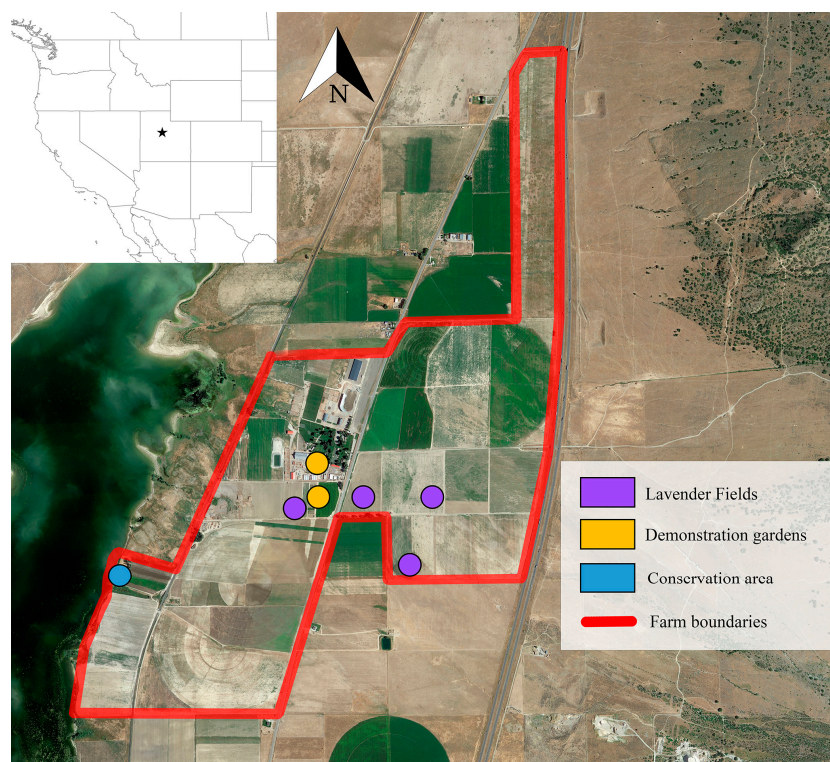 N
Lavender Fields
Demonstration gardens
Conservation area
Farm boundaries